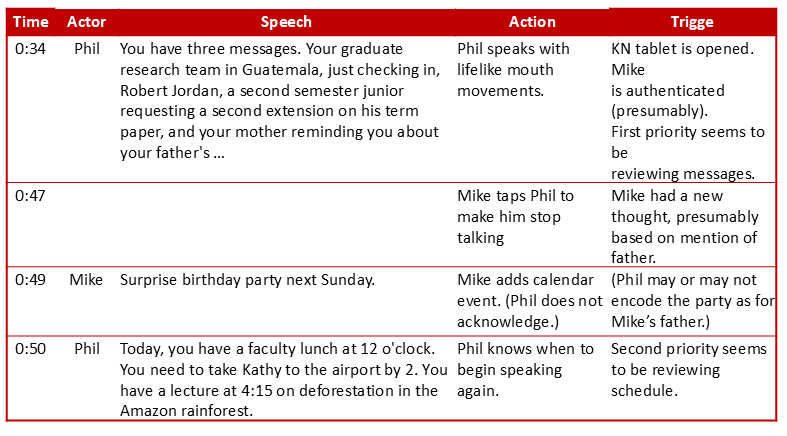 Time Actor Speech Action Trigge
0:34 Phil You have three messages. Your graduate Phil speaks with KN tablet is opened.
research team in Guatemala, just checking in, lifelike mouth Mike
Robert Jordan, a second semester junior movements. is authenticated
requesting a second extension on his term (presumably).
paper, and your mother reminding you about First priority seems to
your father's ... be
reviewing messages.
0:47 Mike taps Phil to Mike had a new
make him stop thought, presumably
talking based on mention of
father.
0:49 Mike Surprise birthday party next Sunday. Mike adds calendar (Phil may or may not
event. (Phil does not encode the party as for
acknowledge.) Mike’s father.)
0:50 Phil Today, you have a faculty lunch at 12 o'clock. Phil knows when to Second priority seems
You need to take Kathy to the airport by 2. You begin speaking to be reviewing
have a lecture at 4:15 on deforestation in the again. schedule.
Amazon rainforest.